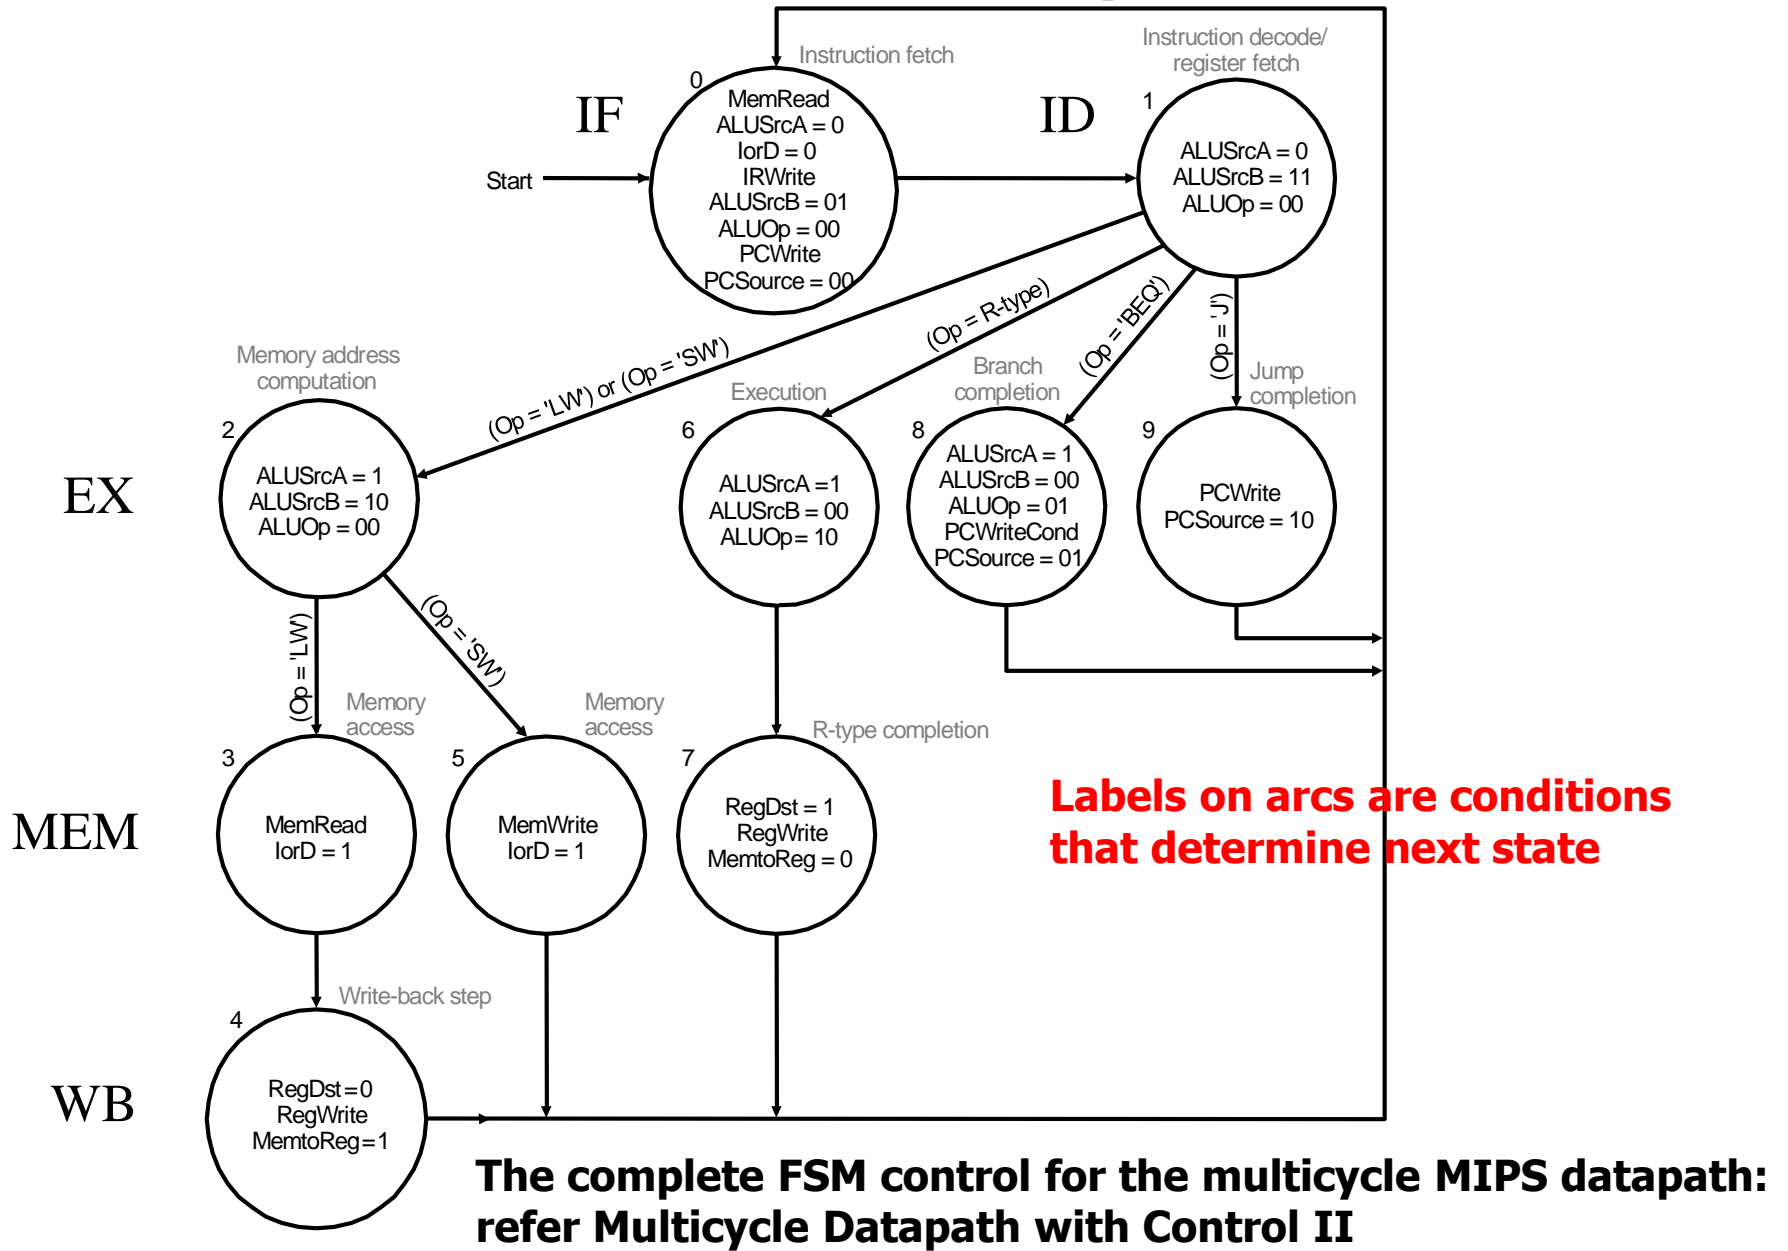 Instruction fetch
Instruction decode/
register fetch
0
1
IF
ID
MemRead
ALUSrcA = 0
IorD = 0
IRWrite
ALUSrcB = 01
ALUOp = 00
PCWrite
PCSource = 00
Start
ALUSrcA = 0
ALUSrcB = 11
ALUOp = 00
(Op = 'LW') or (Op = 'SW')
(Op = R-type)
(Op = 'BEQ')
(Op = 'J')
Memory address
computation
Execution
Branch
completion
Jump
completion
2
6
8
9
EX
ALUSrcA = 1
ALUSrcB = 10
ALUOp = 00
ALUSrcA =1
ALUSrcB = 00
ALUOp= 10
ALUSrcA = 1
ALUSrcB = 00
ALUOp = 01
PCWriteCond
PCSource = 01
PCWrite
PCSource = 10
(Op = 'LW')
(Op = 'SW')
Memory
access
Memory
access
R-type completion
3
5
7
MEM
MemRead
IorD = 1
MemWrite
IorD = 1
RegDst = 1
RegWrite
MemtoReg = 0
Labels on arcs are conditions
that determine next state
Write-back step
4
WB
RegDst=0
RegWrite
MemtoReg=1
The complete FSM control for the multicycle MIPS datapath:
refer Multicycle Datapath with Control II